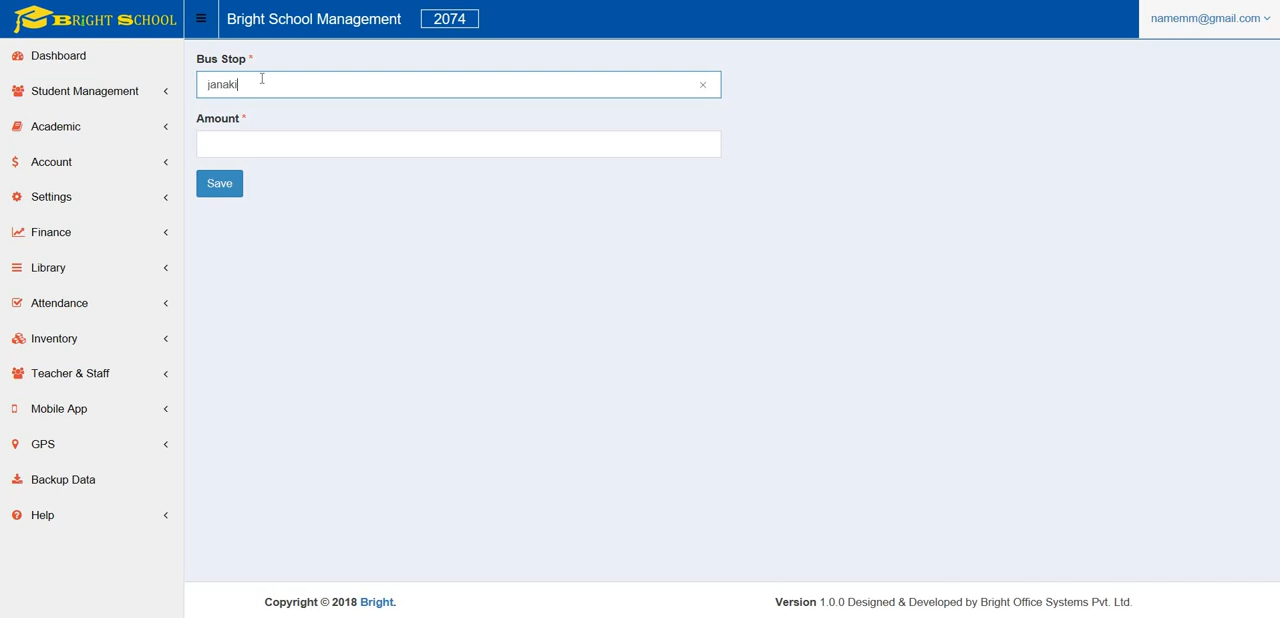 BRIGHT SCHOOL
Bright School Management 2074
namemm@gmail.com
Dashboard
Student Management
Academic
Account
Settings
Finance
Library
Attendance
Inventory
Teacher & Staff
Mobile App
GPS
Backup Data
Help
Bus Stop *
janaki
Amount *
Save
Copyright © 2018 Bright.
Version 1.0.0 Designed & Developed by Bright Office Systems Pvt. Ltd.